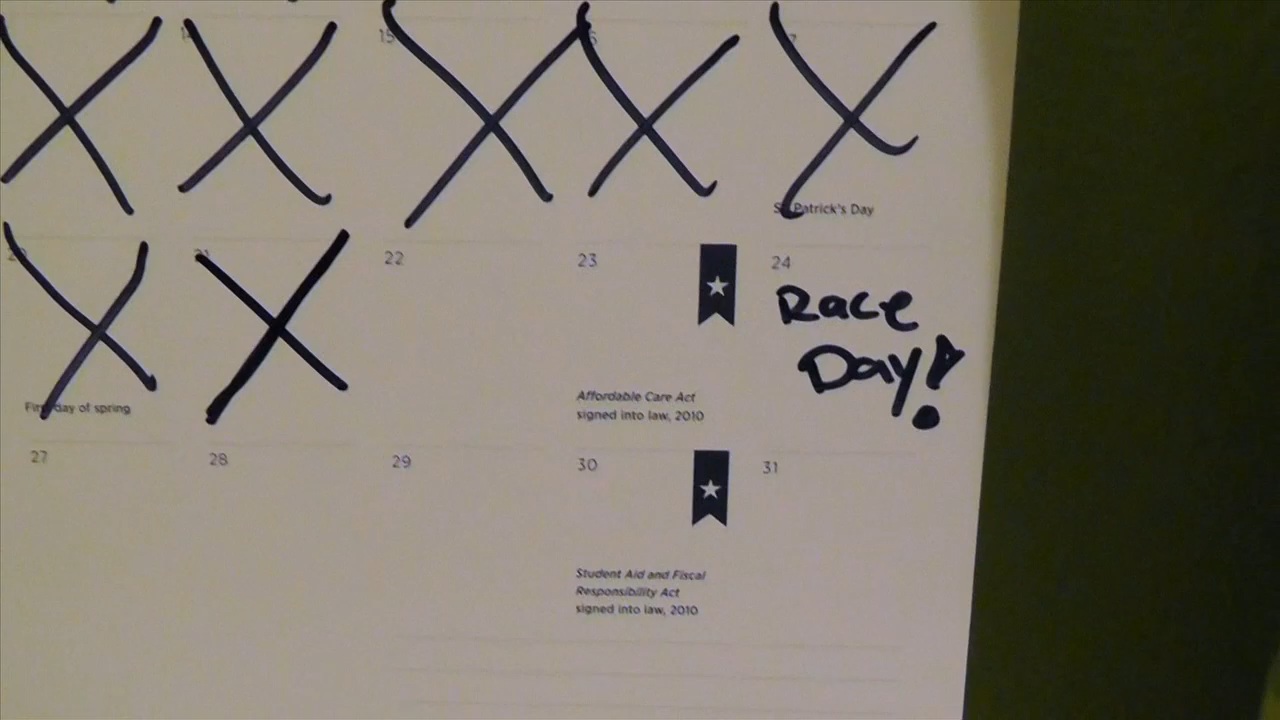 14
15
St. Patrick's Day
21
22
23
24
Race
Day!
First day of spring
Affordable Care Act
signed into law, 2010
27
28
29
30
31
Student Aid and Fiscal
Responsibility Act
signed into law, 2010